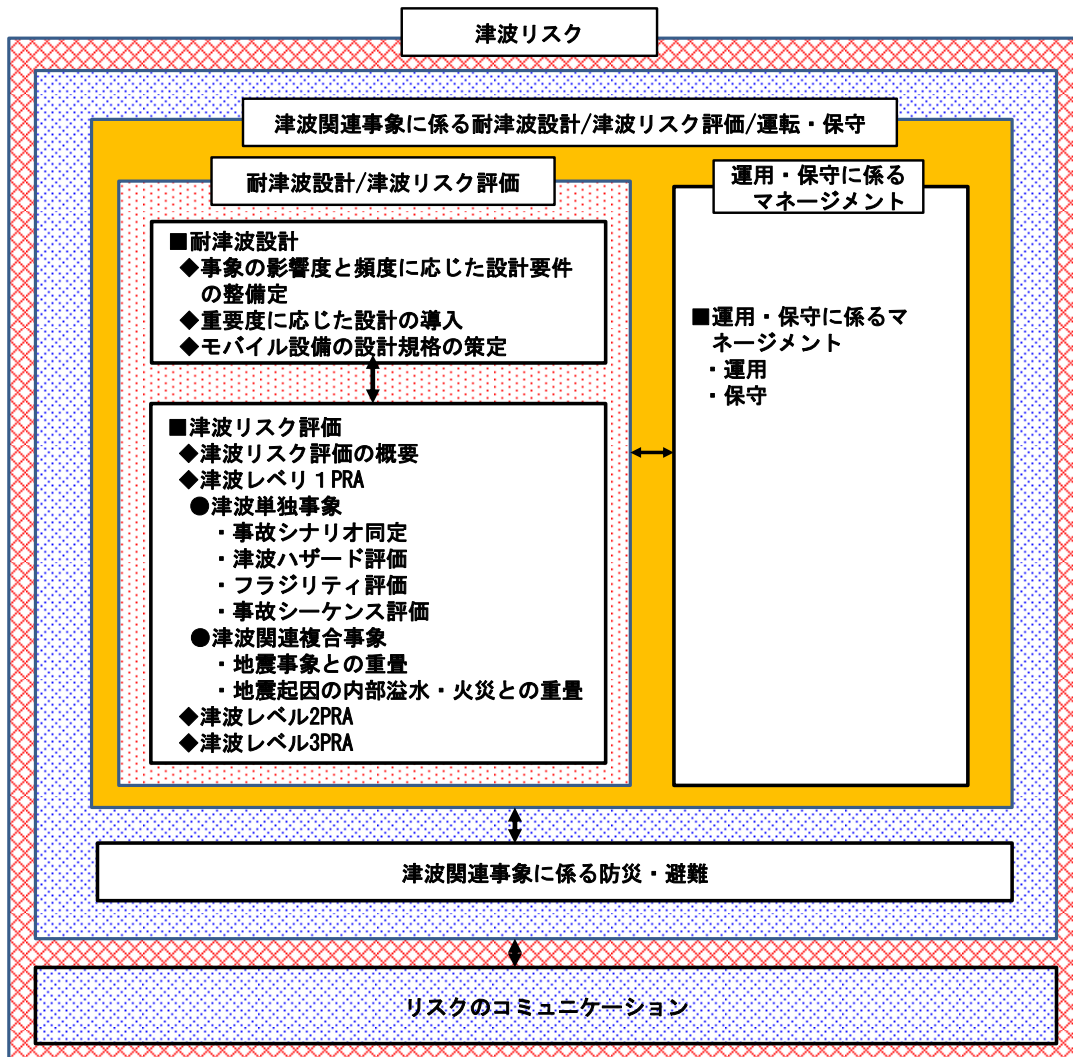 津波リスク
津波関連事象に係る耐津波設計/津波リスク評価/運転・保守
耐津波設計/津波リスク評価
■耐津波設計
◆事象の影響度と頻度に応じた設計要件
の整備定
◆重要度に応じた設計の導入
◆モバイル設備の設計規格の策定
■津波リスク評価
◆津波リスク評価の概要
◆津波レベリ１PRA
●津波単独事象
・事故シナリオ同定
・津波ハザード評価
・フラジリティ評価
・事故シーケンス評価
●津波関連複合事象
・地震事象との重畳
・地震起因の内部溢水・火災との重畳
◆津波レベル2PRA
◆津波レベル3PRA
運用・保守に係る
マネージメント
■運用・保守に係るマ
ネージメント
・運用
・保守
津波関連事象に係る防災・避難
リスクのコミュニケーション